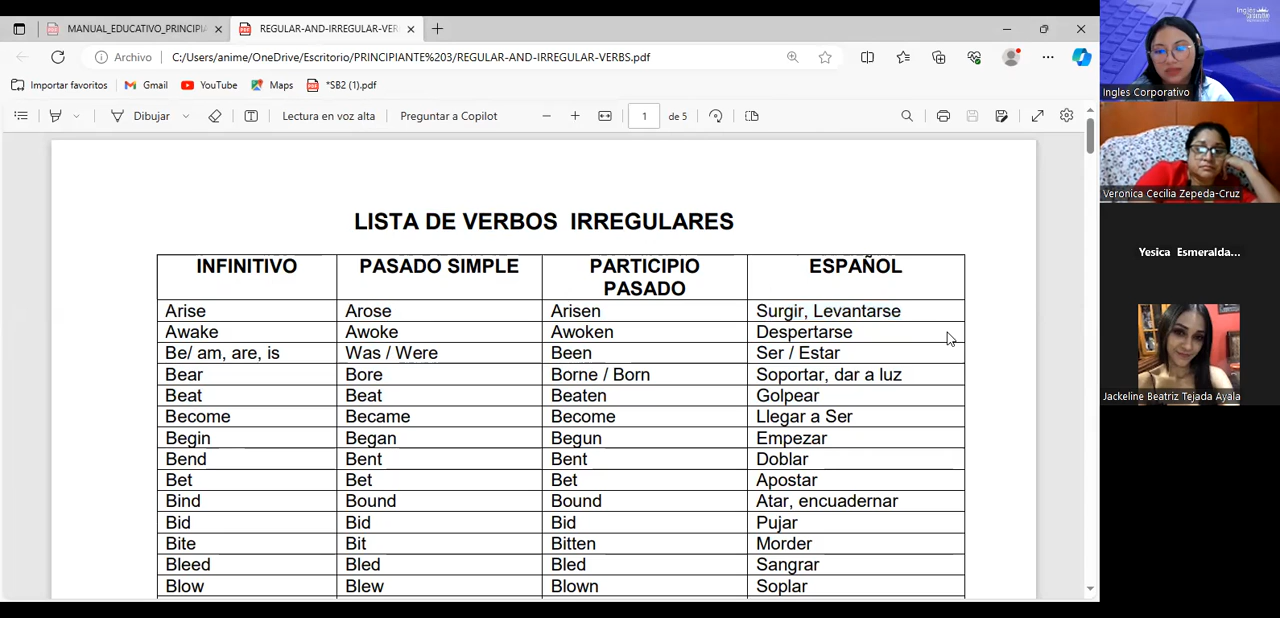 MANUAL_EDUCATIVO_PRINCIPIA
REGULAR-AND-IRREGULAR-VER
Archivo
C:/Users/anime/OneDrive/Escritorio/PRINCIPIANTE%203/REGULAR-AND-IRREGULAR-VERBS.pdf
Importar favoritos
Gmail
YouTube
Maps
*SB2 (1).pdf
Dibujar
Lectura en voz alta
Preguntar a Copilot
1
de 5
LISTA DE VERBOS IRREGULARES
INFINITIVO PASADO SIMPLE PARTICIPIO PASADO ESPAÑOL
Arise Arose Arisen Surgir, Levantarse
Awake Awoke Awoken Despertarse
Be/ am, are, is Was / Were Been Ser / Estar
Bear Bore Borne / Born Soportar, dar a luz
Beat Beat Beaten Golpear
Become Became Become Llegar a Ser
Begin Began Begun Empezar
Bend Bent Bent Doblar
Bet Bet Bet Apostar
Bind Bound Bound Atar, encuadernar
Bid Bid Bid Pujar
Bite Bit Bitten Morder
Bleed Bled Bled Sangrar
Blow Blew Blown Soplar
Ingles Corporativo
Veronica Cecilia Zepeda-Cruz
Yesica Esmeralda...
Jackeline Beatriz Tejada Ayala